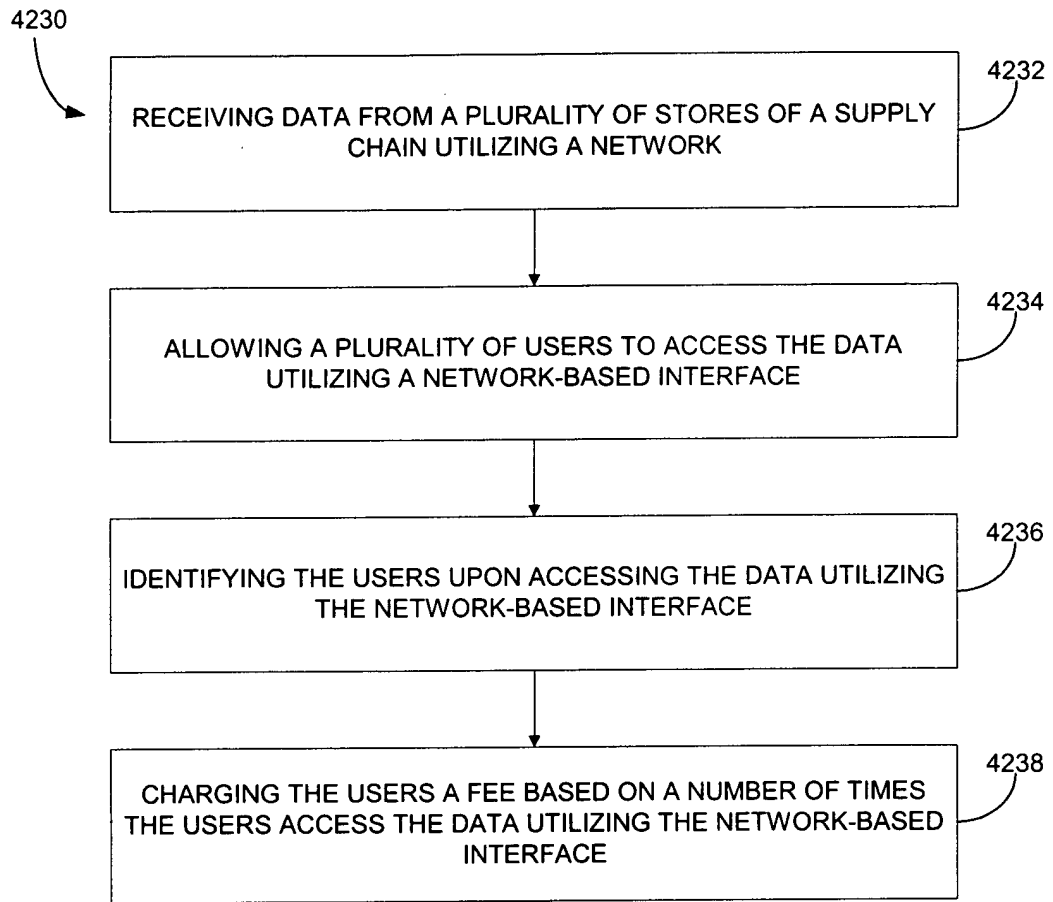 4230
4232
RECEIVING DATA FROM A PLURALITY OF STORES OF A SUPPLY
CHAIN UTILIZING A NETWORK
4234
ALLOWING A PLURALITY OF USERS TO ACCESS THE DATA
UTILIZING A NETWORK-BASED INTERFACE
4236
IDENTIFYING THE USERS UPON ACCESSING THE DATA UTILIZING
THE NETWORK-BASED INTERFACE
4238
CHARGING THE USERS A FEE BASED ON A NUMBER OF TIMES
THE USERS ACCESS THE DATA UTILIZING THE NETWORK-BASED
INTERFACE